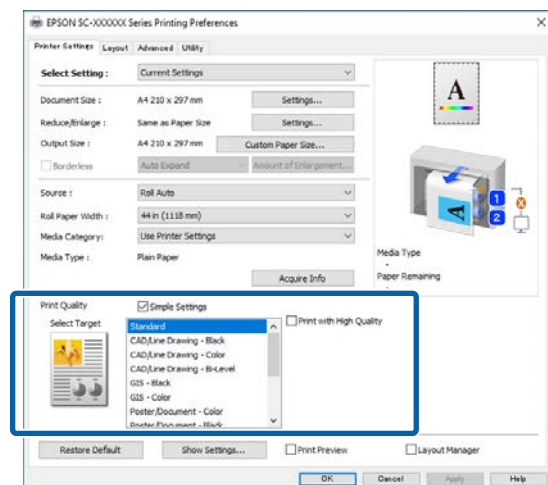 EPSON SC-XXXXXX Series Printing Preferences
Printer Settings Layout Advanced Utility
Select Setting : Current Settings
Document Size : A4 210 x 297 mm Settings...
Reduce/Enlarge : Same as Paper Size Settings...
Output Size : A4 210 x 297 mm Custom Paper Size...
Borderless Auto Expand Amount of Enlargement...
Source : Roll Auto
Roll Paper Width : 44 in (1118 mm)
Media Category: Use Printer Settings
Media Type : Plain Paper
Acquire Info
A
A
1
2
Media Type
-
Paper Remaining
-
Print Quality Simple Settings
Select Target
Standard
CAD/Line Drawing - Black
CAD/Line Drawing - Color
CAD/Line Drawing - Bi-Level
GIS - Black
GIS - Color
Poster/Document - Color
Poster/Document - Black
Print with High Quality
Restore Default Show Settings... Print Preview Layout Manager
OK Cancel Apply Help